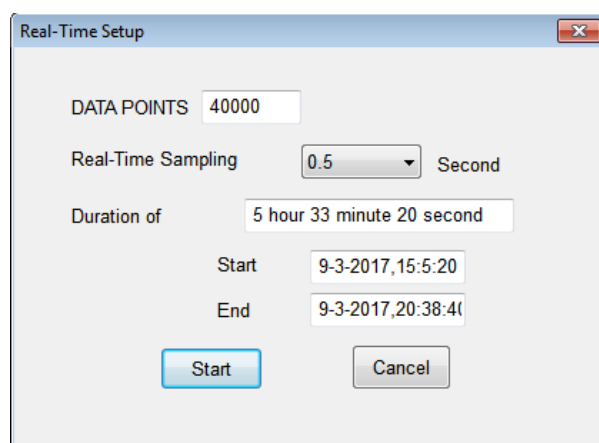 Real-Time Setup
DATA POINTS 40000
Real-Time Sampling 0.5 Second
Duration of 5 hour 33 minute 20 second
Start 9-3-2017,15:5:20
End 9-3-2017,20:38:40
Start Cancel